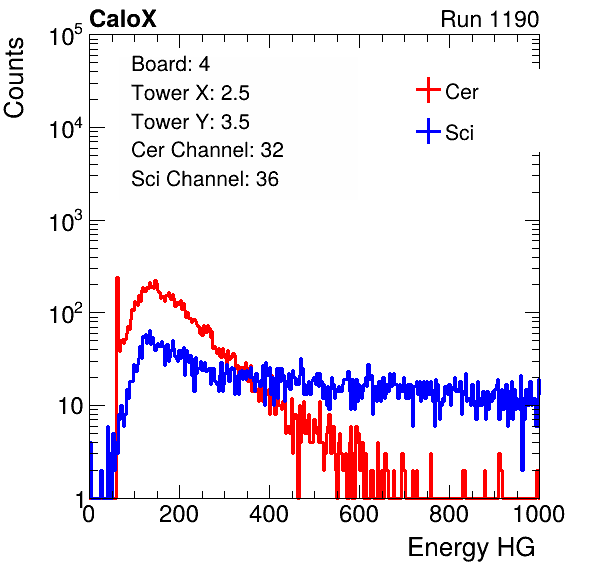 CaloX Run 1190
Board: 4
Tower X: 2.5
Tower Y: 3.5
Cer Channel: 32
Sci Channel: 36
Cer
Sci
Counts
10^5
10^4
10^3
10^2
10
1
0 200 400 600 800 1000
Energy HG